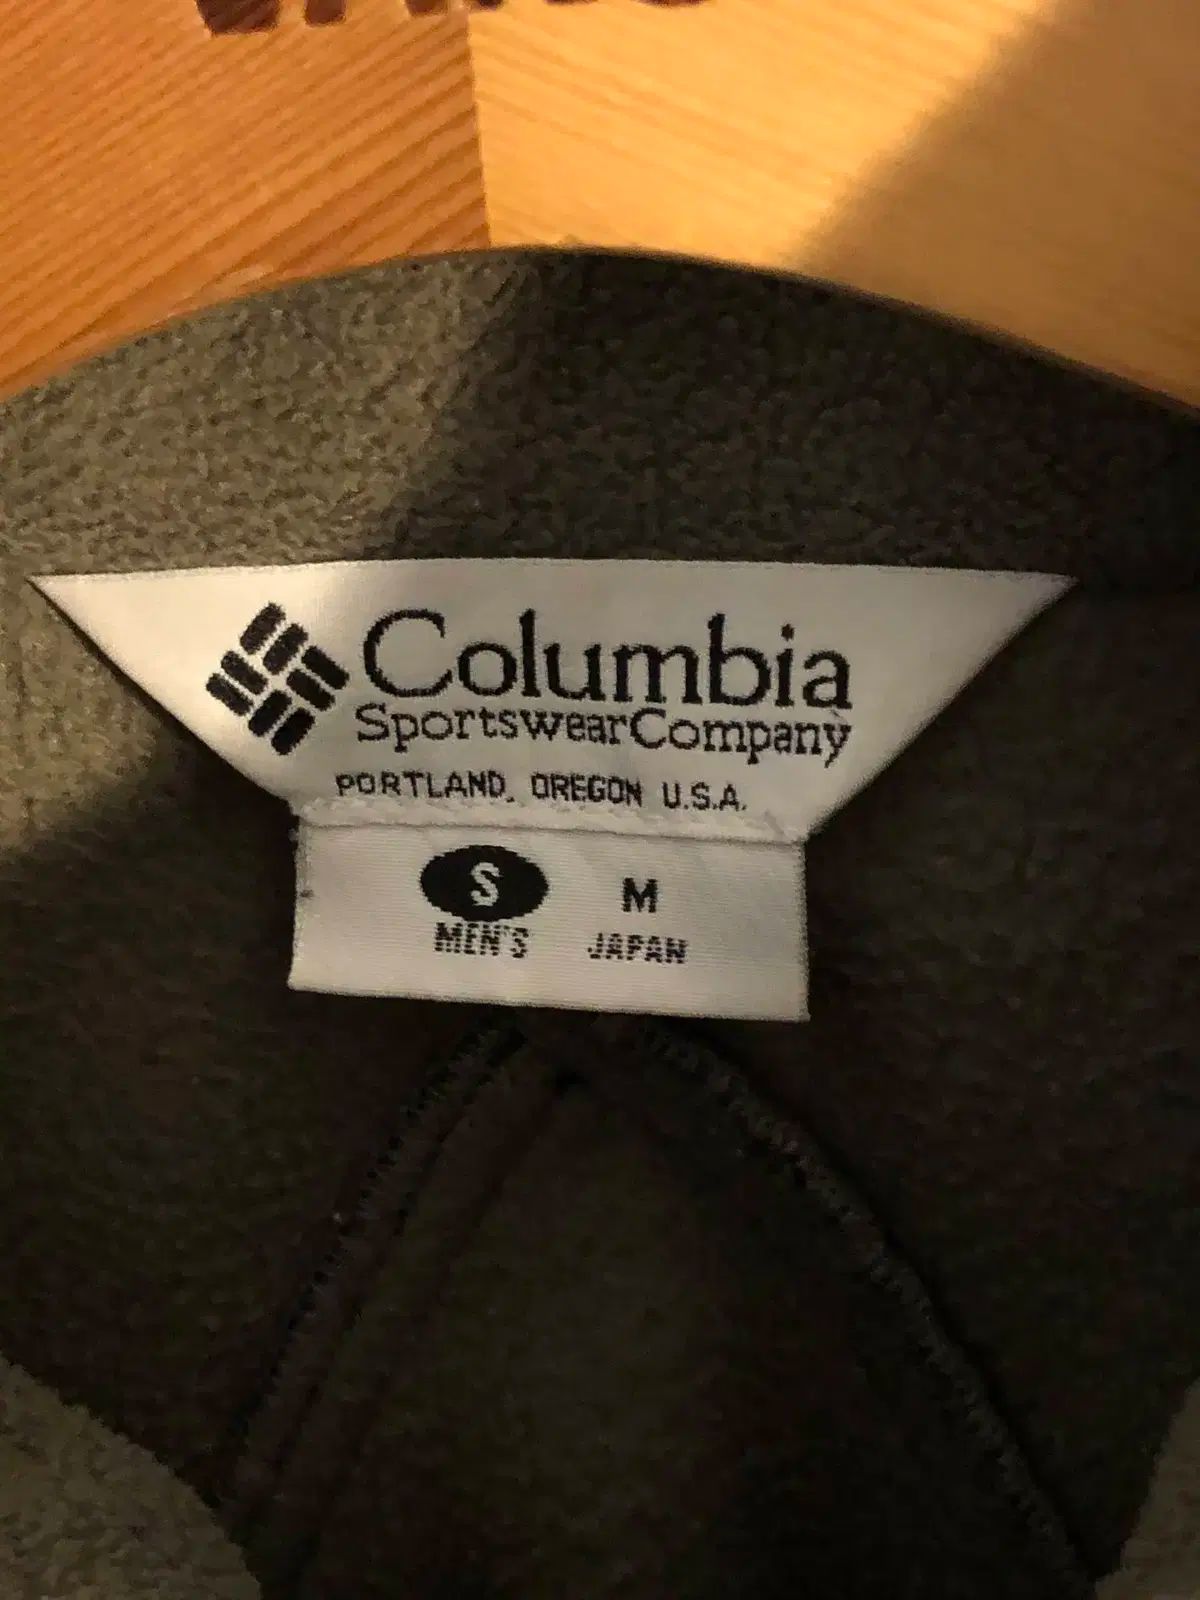 Columbia
SportswearCompany
PORTLAND, OREGON U.S.A.
S M
MEN'S JAPAN